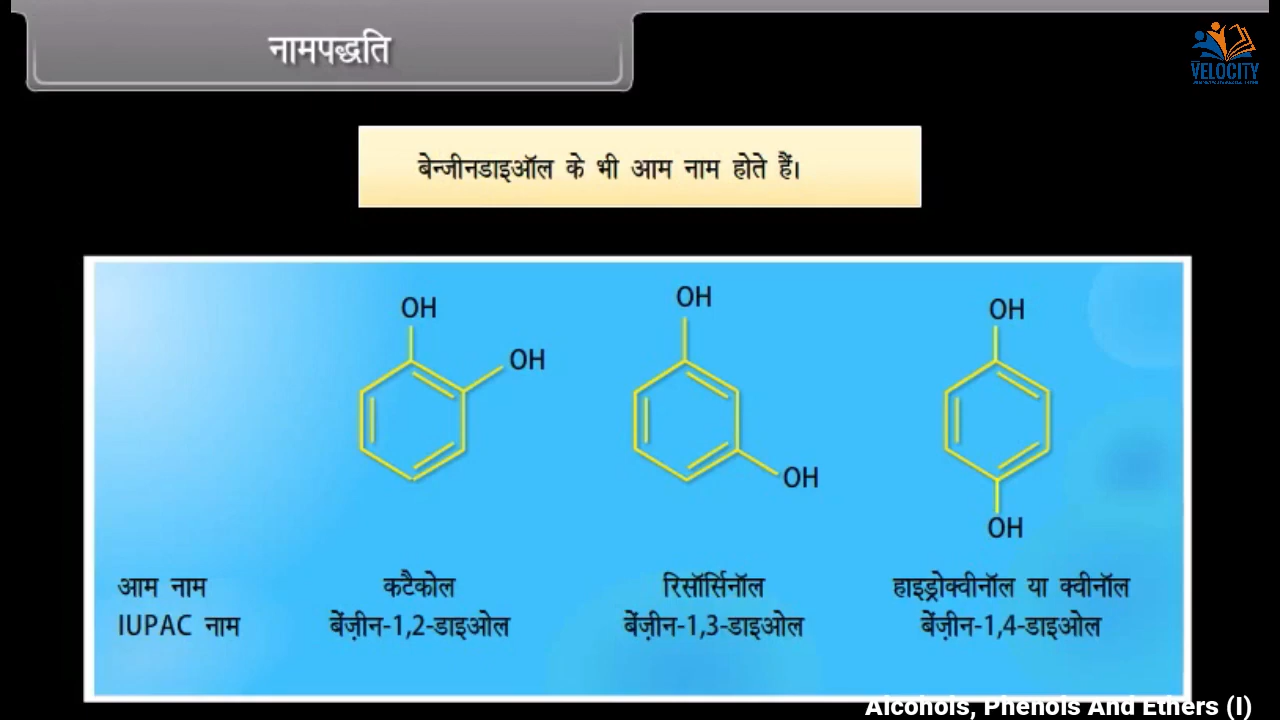 नामपद्धति
VELOCITY
बेन्जीनडाइऑल के भी आम नाम होते हैं।
OH
OH
OH
OH
OH
OH
आम नाम कटैकोल रिसॉर्सिनॉल हाइड्रोक्वीनॉल या क्वीनॉल
IUPAC नाम बेंज़ीन-1,2-डाइओल बेंज़ीन-1,3-डाइओल बेंज़ीन-1,4-डाइओल
Alcohols, Phenols And Ethers (I)